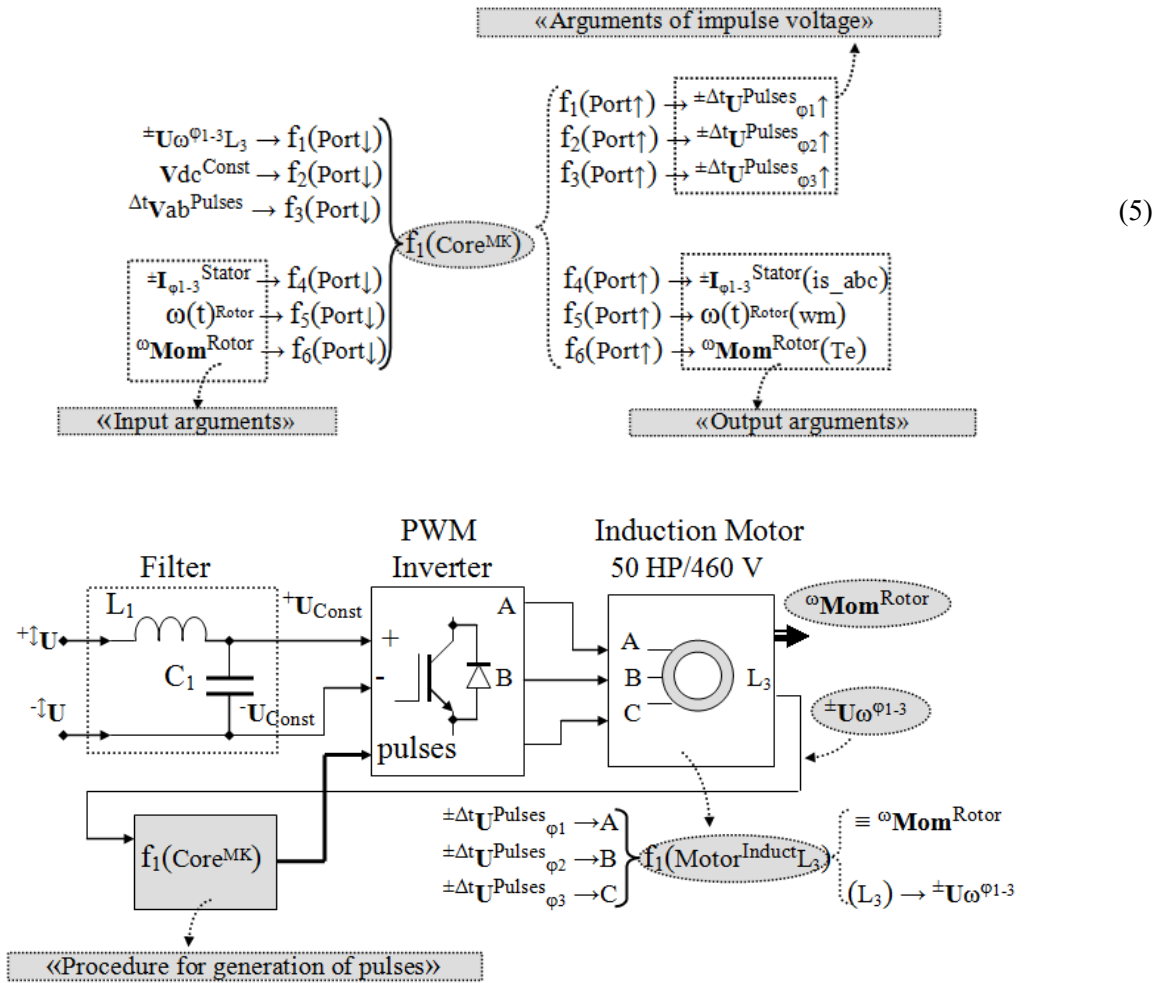 «Arguments of impulse voltage»
f₁(Port↑) → ±Δt𝐔^Pulses_φ1↑
±𝐔ω^φ1-3L₃ → f₁(Port↓)
f₂(Port↑) → ±Δt𝐔^Pulses_φ2↑
𝐕dc^Const → f₂(Port↓)
f₃(Port↑) → ±Δt𝐔^Pulses_φ3↑
Δt𝐕ab^Pulses → f₃(Port↓)
(5)
f₁(Core^MK)
±𝐈_φ1-3^Stator → f₄(Port↓)
f₄(Port↑) → ±𝐈_φ1-3^Stator(is_abc)
ω(t)^Rotor → f₅(Port↓)
f₅(Port↑) → ω(t)^Rotor(wm)
ω𝐌𝐨𝐦^Rotor → f₆(Port↓)
f₆(Port↑) → ω𝐌𝐨𝐦^Rotor(Te)
«Input arguments»
«Output arguments»
PWM
Inverter
Induction Motor
50 HP/460 V
Filter
L₁
+𝐔_Const
A
ω𝐌𝐨𝐦^Rotor
+↕𝐔
+
A
C₁
B
B
L₃
-
-↕𝐔
-𝐔_Const
C
±𝐔ω^φ1-3
pulses
±Δt𝐔^Pulses_φ1 →A
≡ ω𝐌𝐨𝐦^Rotor
f₁(Core^MK)
±Δt𝐔^Pulses_φ2 →B
f₁(Motor^Induct L₃)
±Δt𝐔^Pulses_φ3 →C
(L₃) → ±𝐔ω^φ1-3
«Procedure for generation of pulses»